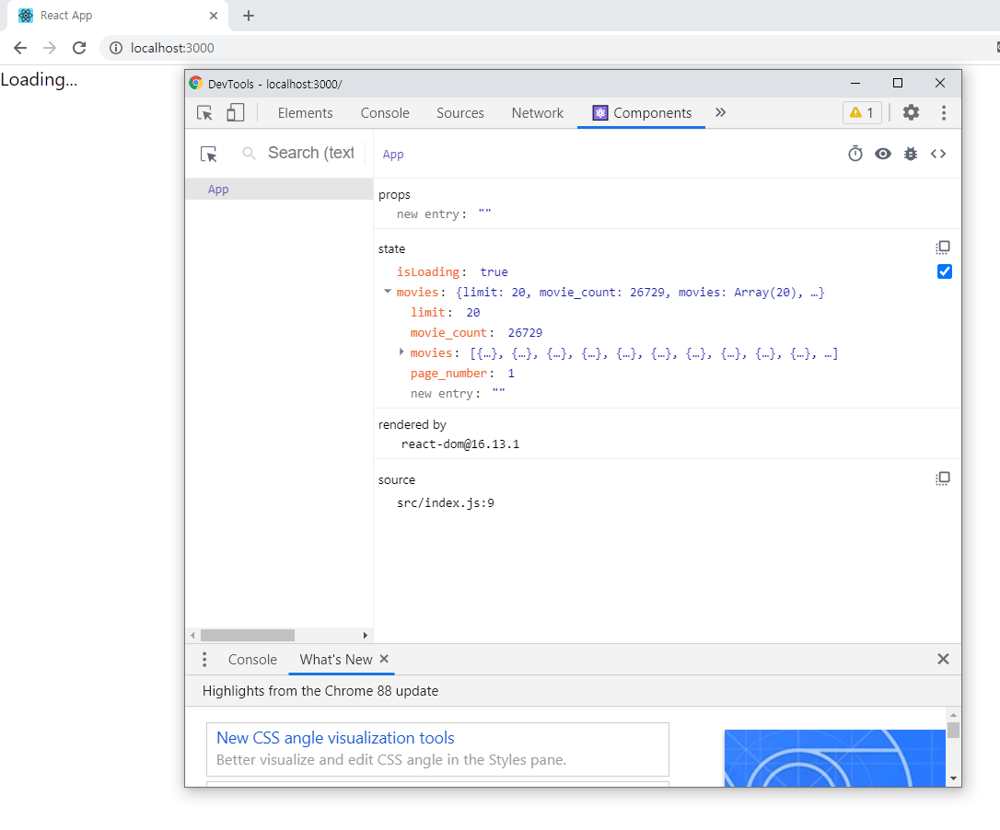 React App
localhost:3000
Loading...
DevTools - localhost:3000/
Elements Console Sources Network Components 1
Search (text
App
App
props
new entry: ""
state
isLoading: true
movies: {limit: 20, movie_count: 26729, movies: Array(20), …}
limit: 20
movie_count: 26729
movies: [{…}, {…}, {…}, {…}, {…}, {…}, {…}, {…}, {…}, {…}, …]
page_number: 1
new entry: ""
rendered by
react-dom@16.13.1
source
src/index.js:9
Console What's New
Highlights from the Chrome 88 update
New CSS angle visualization tools
Better visualize and edit CSS angle in the Styles pane.